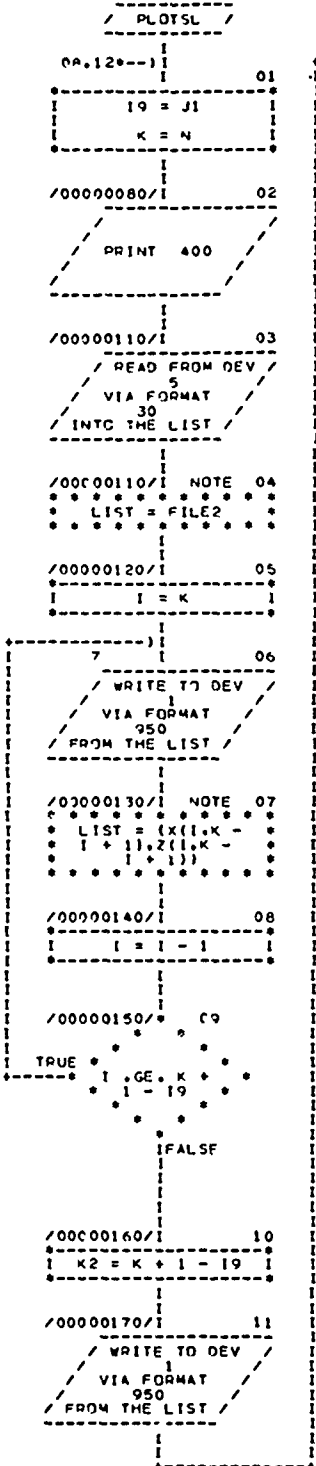 / PLOTSL /
08.12*--)I
01
I9 = J1
K = N
/00000080/I 02
PRINT 400
/00000110/I 03
/ READ FROM DEV /
5
VIA FORMAT
30
/ INTO THE LIST /
/00000110/I NOTE 04
* LIST = FILE2 *
/00000120/I 05
I I = K I
7 06
/ WRITE TO DEV /
1
VIA FORMAT
950
/ FROM THE LIST /
/00000130/I NOTE 07
* LIST = (X(I,K - *
* I + 1),Z(I,K - *
* I + 1)) *
/00000140/I 08
I I = I - 1 I
/00000150/* 09
TRUE
I .GE. K +
1 - I9
IFALSE
/00000160/I 10
I K2 = K + 1 - I9 I
/00000170/I 11
/ WRITE TO DEV /
1
VIA FORMAT
950
/ FROM THE LIST /